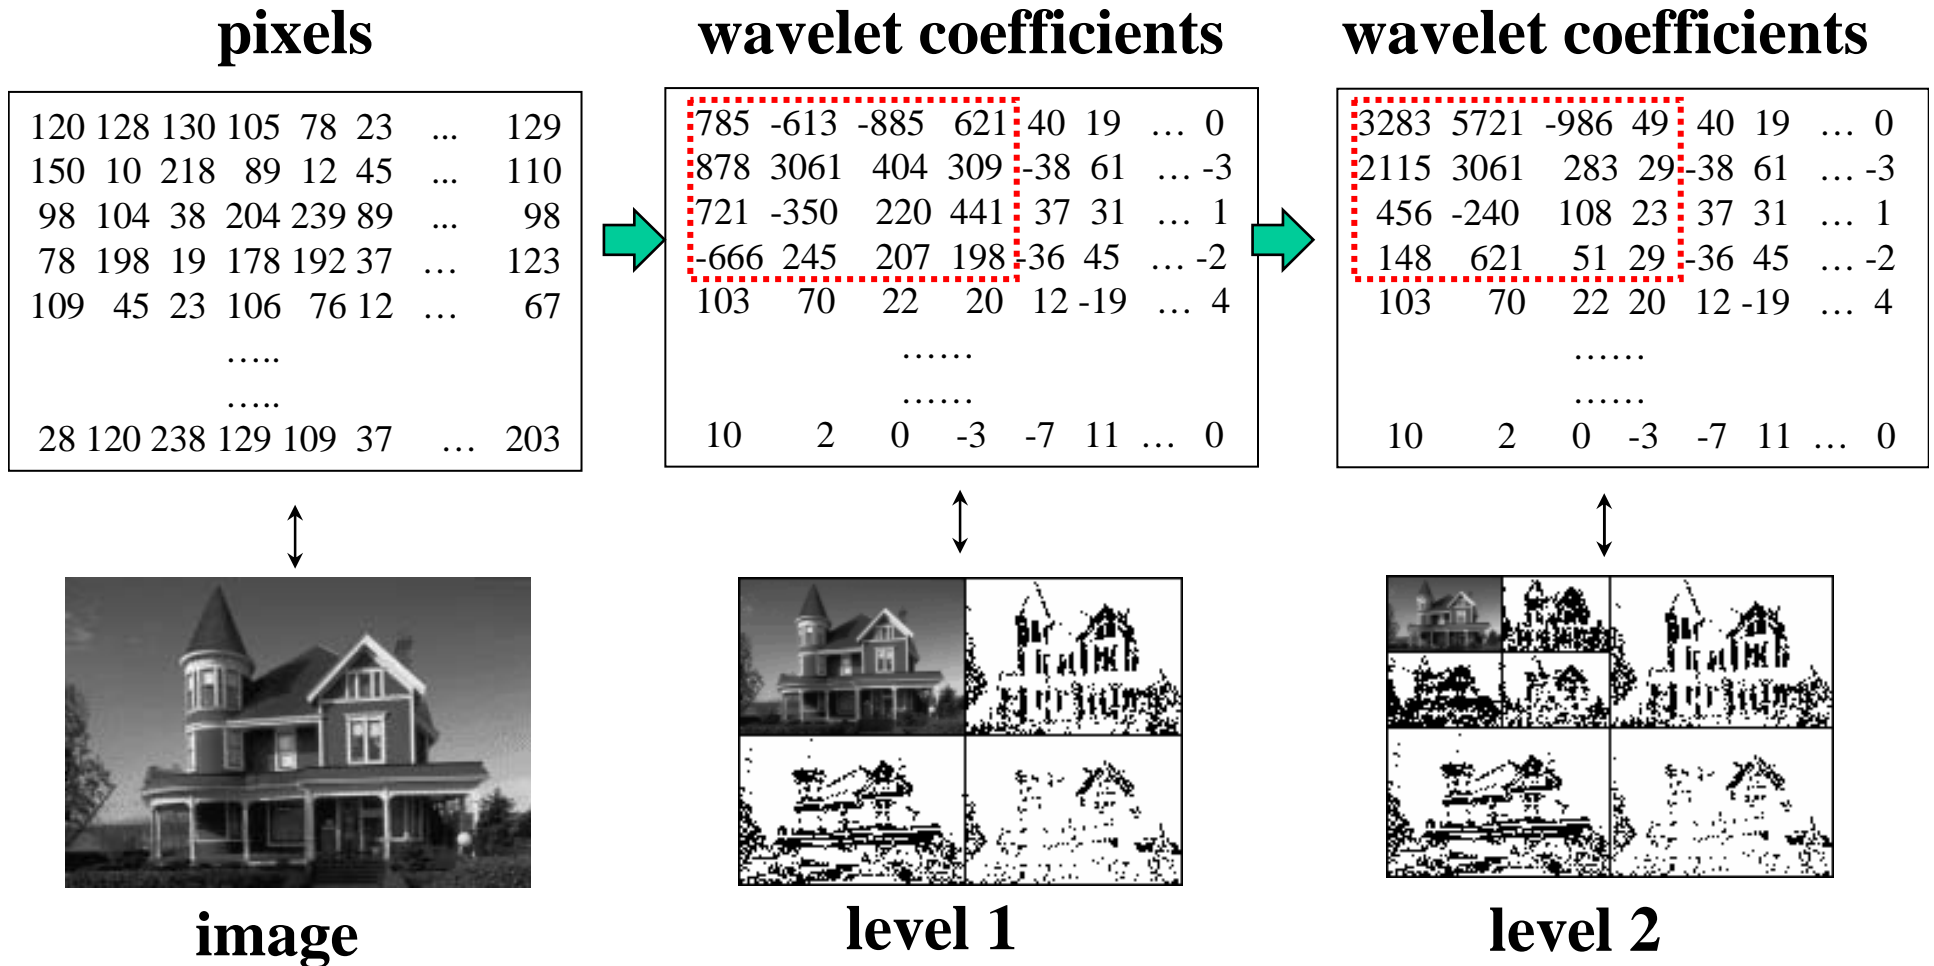 pixels
120 128 130 105 78 23 ... 129
150 10 218 89 12 45 ... 110
98 104 38 204 239 89 ... 98
78 198 19 178 192 37 … 123
109 45 23 106 76 12 … 67
…..
…..
28 120 238 129 109 37 … 203
image
wavelet coefficients
785 -613 -885 621 40 19 … 0
878 3061 404 309 -38 61 … -3
721 -350 220 441 37 31 … 1
-666 245 207 198 -36 45 … -2
103 70 22 20 12 -19 … 4
……
……
10 2 0 -3 -7 11 … 0
level 1
wavelet coefficients
3283 5721 -986 49 40 19 … 0
2115 3061 283 29 -38 61 … -3
456 -240 108 23 37 31 … 1
148 621 51 29 -36 45 … -2
103 70 22 20 12 -19 … 4
……
……
10 2 0 -3 -7 11 … 0
level 2